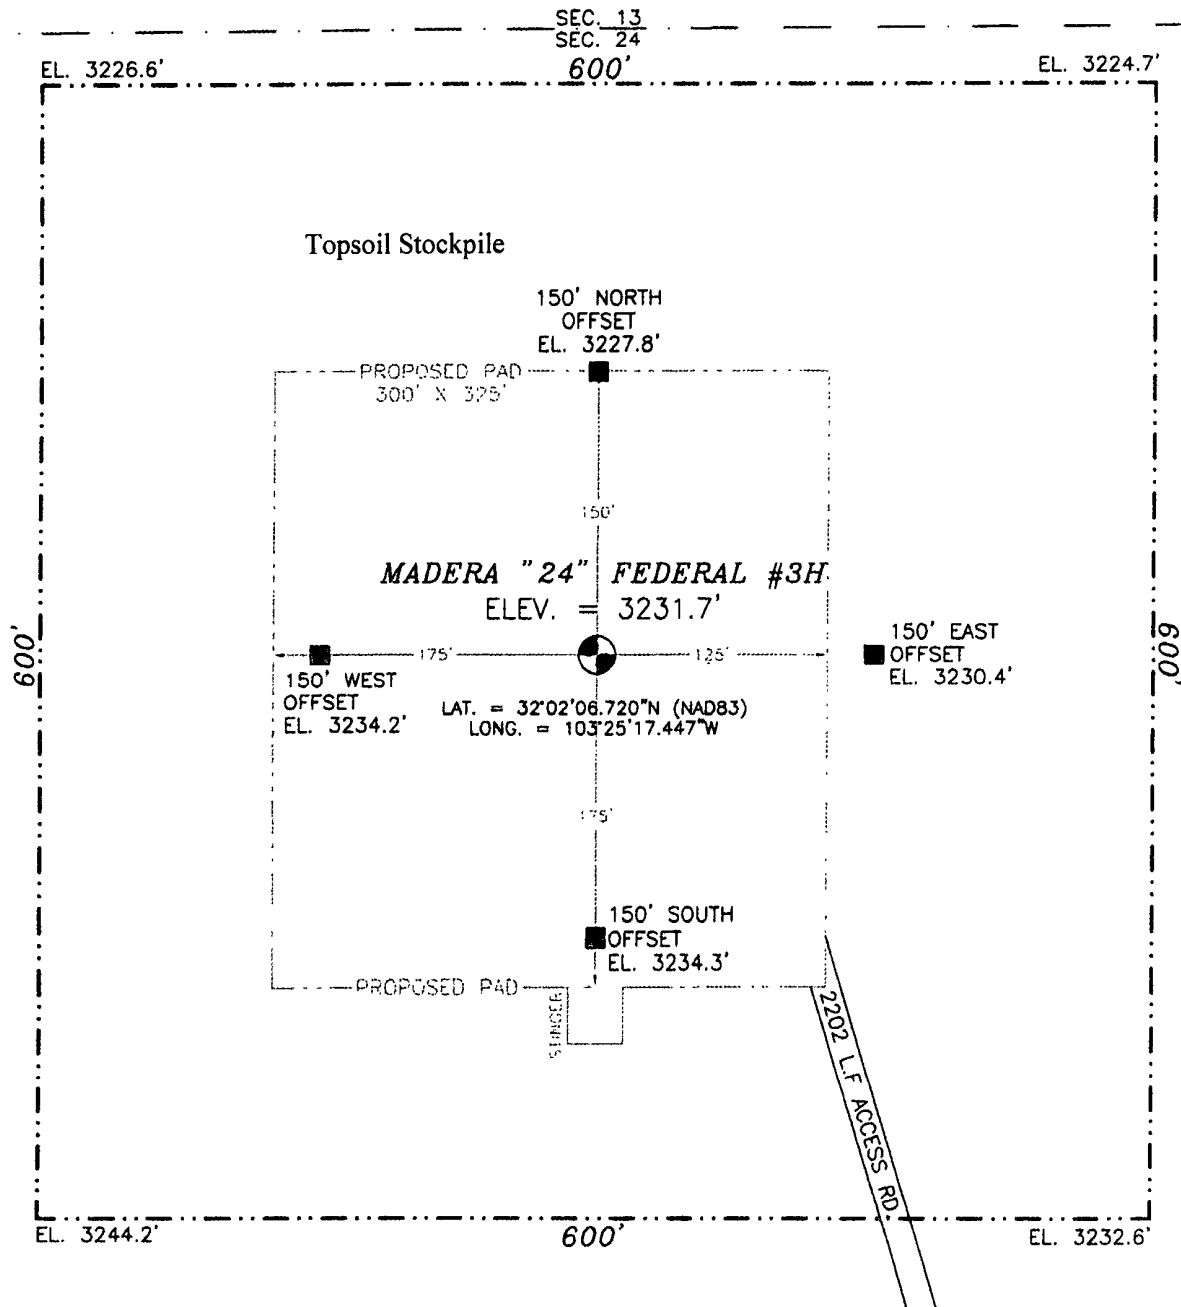 SEC. 13
SEC. 24
EL. 3226.6'
600'
EL. 3224.7'
Topsoil Stockpile
150' NORTH
OFFSET
EL. 3227.8'
PROPOSED PAD
300' X 325'
150'
MADERA "24" FEDERAL #3H
ELEV. = 3231.7'
600'
175'
125'
150' EAST
OFFSET
EL. 3230.4'
600'
150' WEST
OFFSET
EL. 3234.2'
LAT. = 32°02'06.720"N (NAD83)
LONG. = 103°25'17.447"W
175'
150' SOUTH
OFFSET
EL. 3234.3'
PROPOSED PAD
STINGER
2202 L.F ACCESS RD.
EL. 3244.2'
600'
EL. 3232.6'